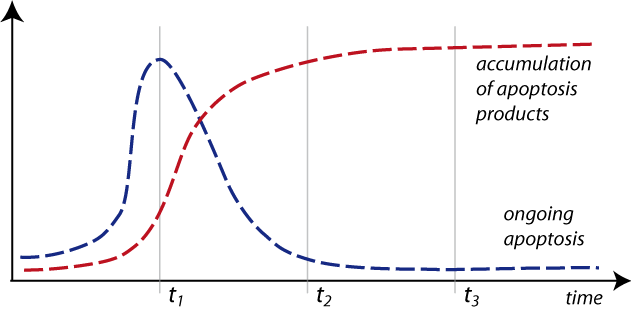 accumulation
of apoptosis
products
ongoing
apoptosis
t1
t2
t3
time